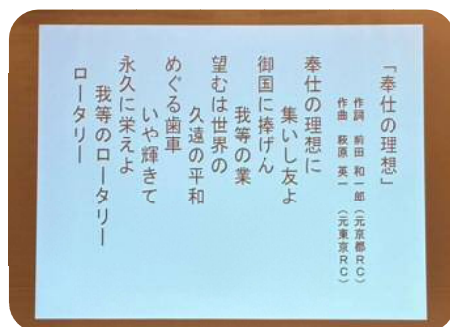 「奉仕の理想」
作詞 前田 和一郎（元京都RC）
作曲 萩原 英一（元東京RC）
奉仕の理想に
集いし友よ
御国に捧げん
我等の業
望むは世界の
久遠の平和
めぐる歯車
いや輝きて
永久に栄えよ
我等のロータリー
ロータリー